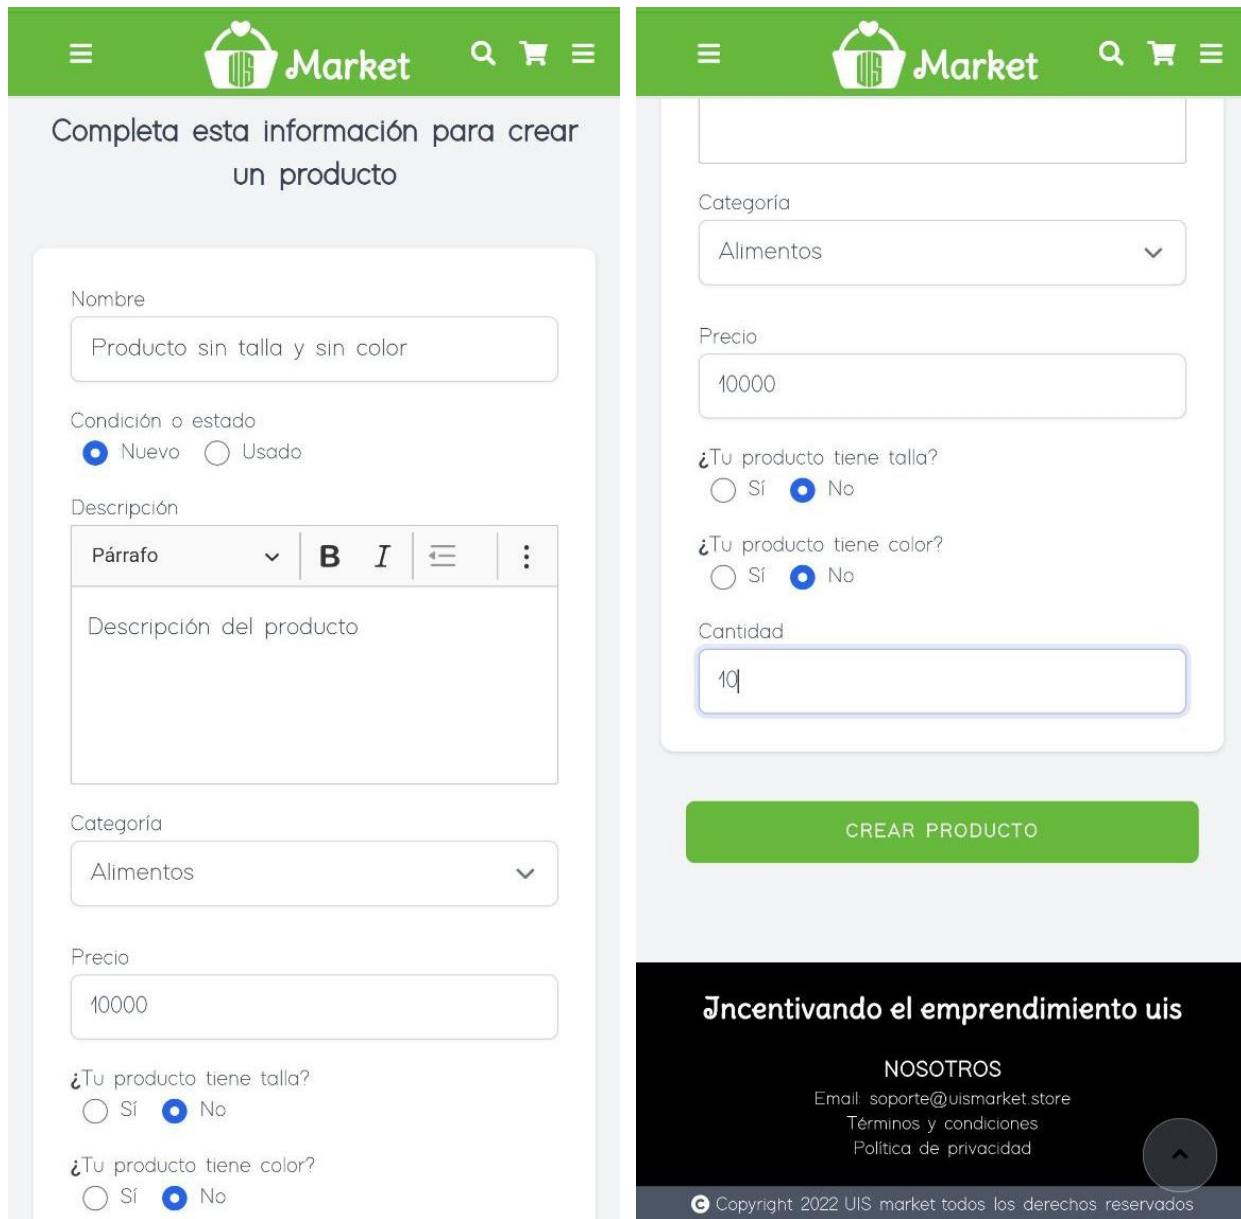 UIS Market
Completa esta información para crear
un producto
Nombre
Producto sin talla y sin color
Condición o estado
Nuevo Usado
Descripción
Párrafo B I
Descripción del producto
Categoría
Alimentos
Precio
10000
¿Tu producto tiene talla?
Sí No
¿Tu producto tiene color?
Sí No
UIS Market
Categoría
Alimentos
Precio
10000
¿Tu producto tiene talla?
Sí No
¿Tu producto tiene color?
Sí No
Cantidad
10
CREAR PRODUCTO
Incentivando el emprendimiento uis
NOSOTROS
Email: soporte@uismarket.store
Términos y condiciones
Política de privacidad
Copyright 2022 UIS market todos los derechos reservados